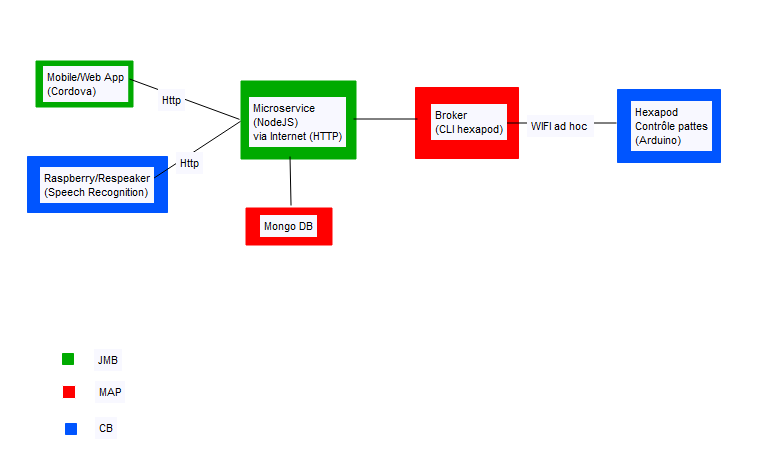 Mobile/Web App
(Cordova)
Http
Microservice
(NodeJS)
via Internet (HTTP)
Broker
(CLI hexapod)
WIFI ad hoc
Hexapod
Contrôle pattes
(Arduino)
Http
Raspberry/Respeaker
(Speech Recognition)
Mongo DB
JMB
MAP
CB